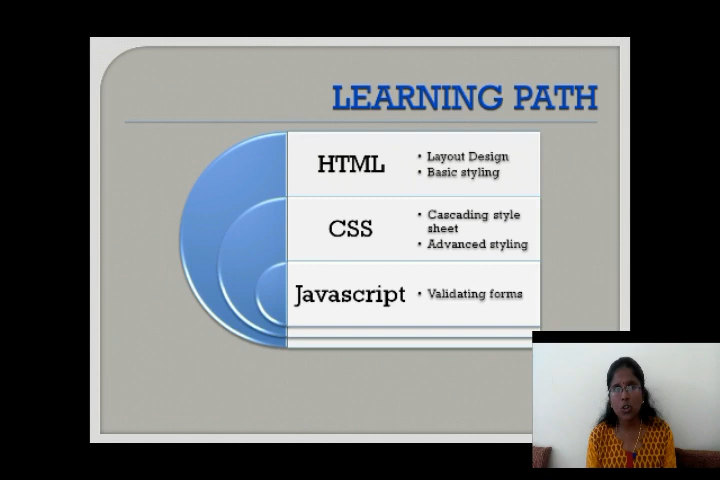 LEARNING PATH
HTML
• Layout Design
• Basic styling
CSS
• Cascading style
sheet
• Advanced styling
Javascript
• Validating forms